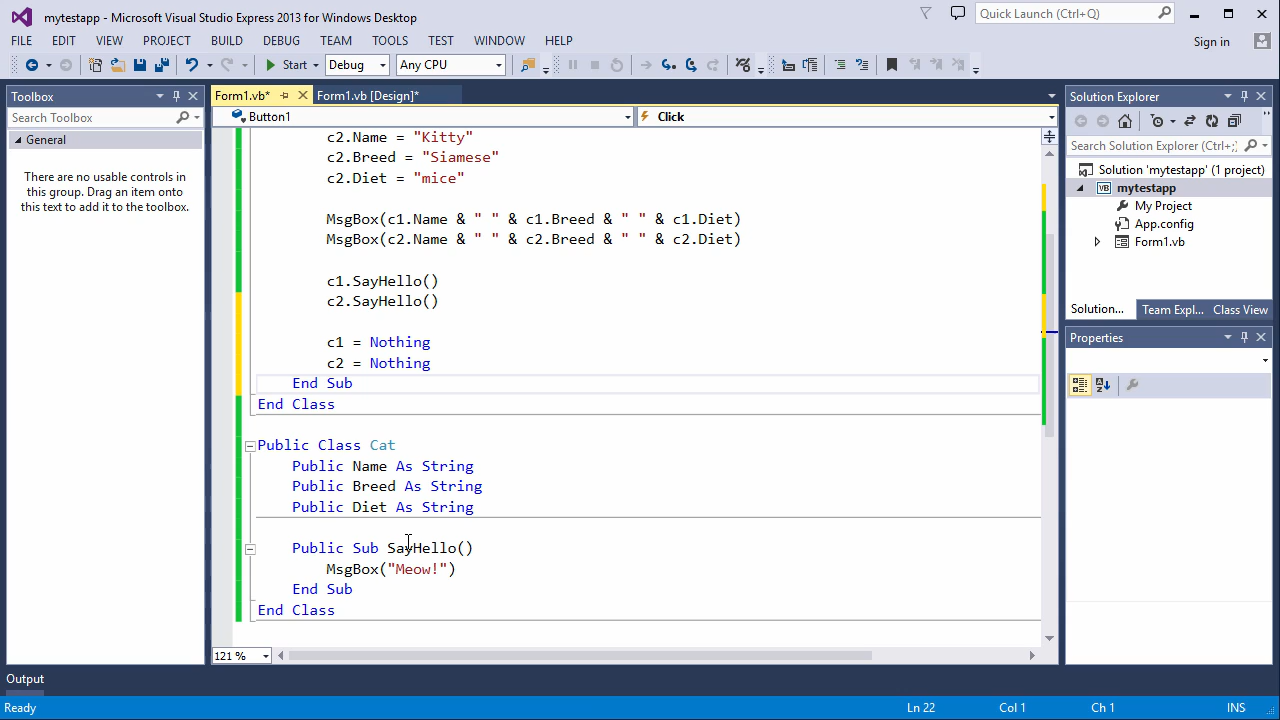 mytestapp - Microsoft Visual Studio Express 2013 for Windows Desktop
Quick Launch (Ctrl+Q)
FILE EDIT VIEW PROJECT BUILD DEBUG TEAM TOOLS TEST WINDOW HELP
Sign in
Start Debug Any CPU
Toolbox
Search Toolbox
General
There are no usable controls in
this group. Drag an item onto
this text to add it to the toolbox.
Form1.vb* Form1.vb [Design]*
Button1 Click
c2.Name = "Kitty"
c2.Breed = "Siamese"
c2.Diet = "mice"
MsgBox(c1.Name & " " & c1.Breed & " " & c1.Diet)
MsgBox(c2.Name & " " & c2.Breed & " " & c2.Diet)
c1.SayHello()
c2.SayHello()
c1 = Nothing
c2 = Nothing
End Sub
End Class
Public Class Cat
Public Name As String
Public Breed As String
Public Diet As String
Public Sub SayHello()
MsgBox("Meow!")
End Sub
End Class
121 %
Solution Explorer
Search Solution Explorer (Ctrl+;)
Solution 'mytestapp' (1 project)
VB mytestapp
My Project
App.config
Form1.vb
Solution... Team Expl... Class View
Properties
Output
Ready Ln 22 Col 1 Ch 1 INS